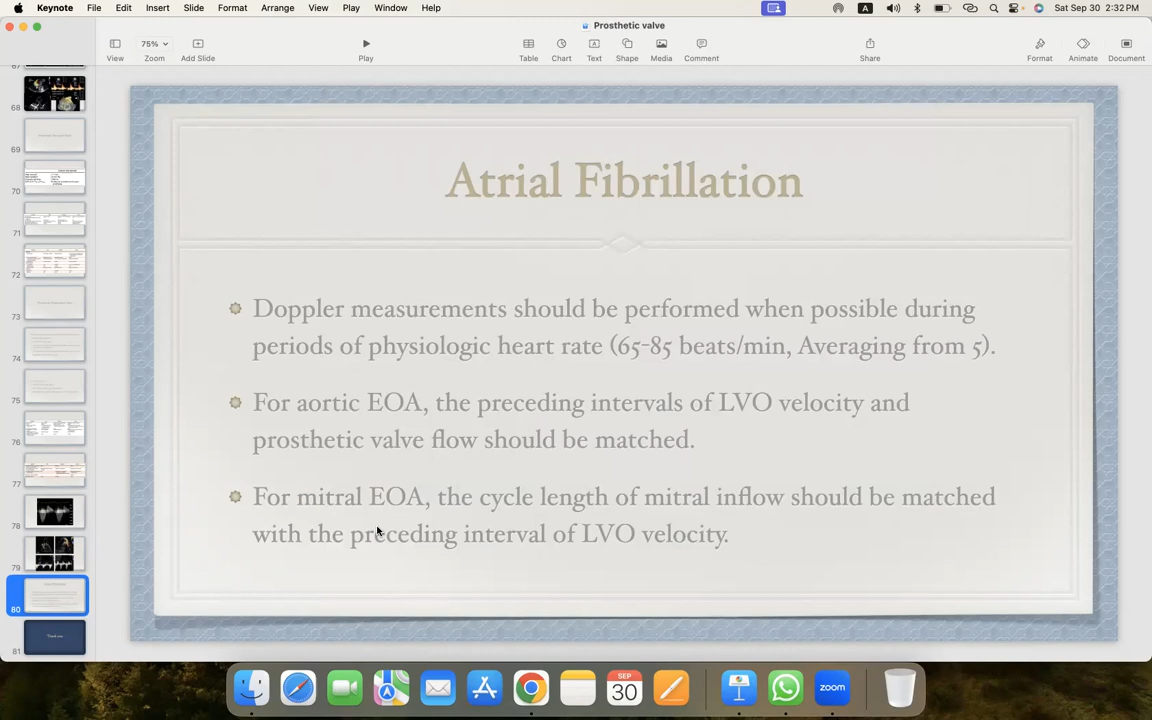 Keynote File Edit Insert Slide Format Arrange View Play Window Help A Sat Sep 30 2:32 PM
Prosthetic valve
75%
View Zoom Add Slide Play Table Chart Text Shape Media Comment Share Format Animate Document
67
68
69
70
71
72
73
74
75
76
77
78
79
80
Thank you
81
Atrial Fibrillation
Doppler measurements should be performed when possible during
periods of physiologic heart rate (65-85 beats/min, Averaging from 5).
For aortic EOA, the preceding intervals of LVO velocity and
prosthetic valve flow should be matched.
For mitral EOA, the cycle length of mitral inflow should be matched
with the preceding interval of LVO velocity.
SEP
30
zoom